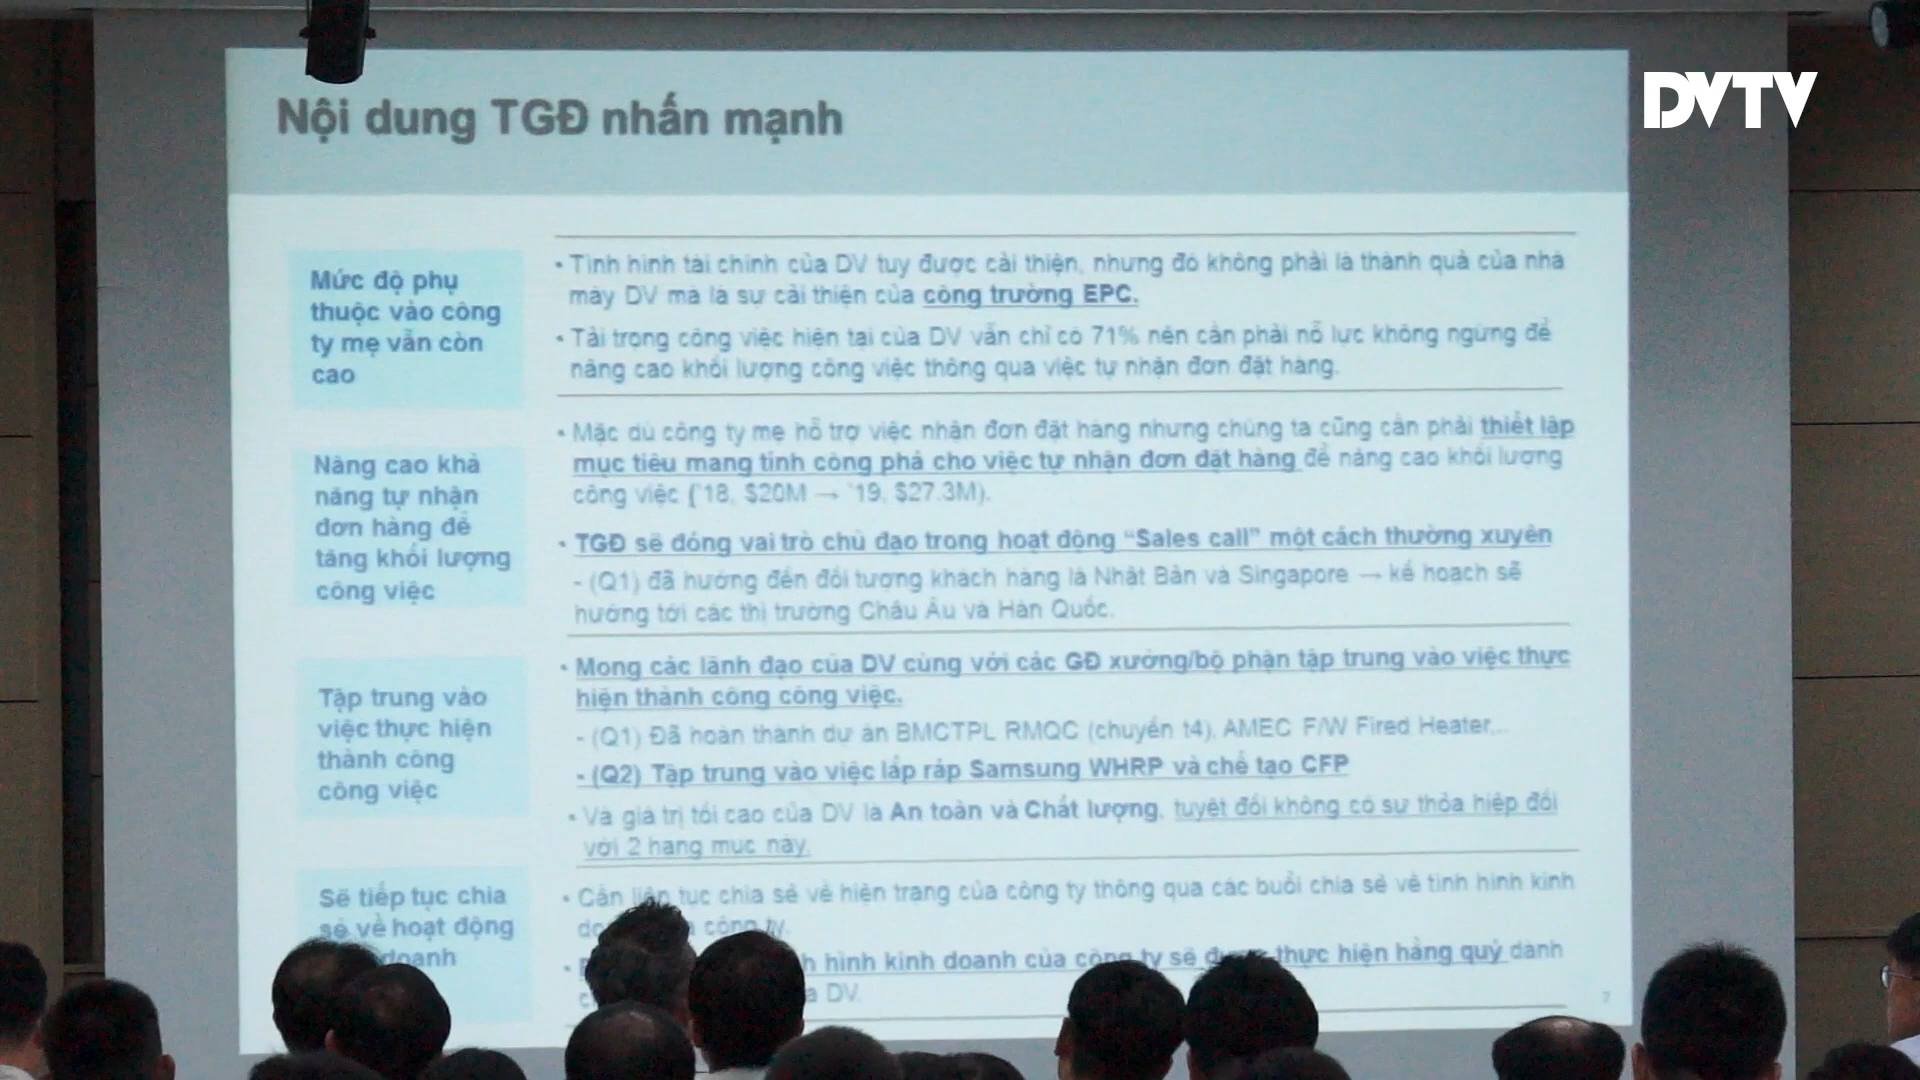 DVTV
Nội dung TGĐ nhấn mạnh
Mức độ phụ
thuộc vào công
ty mẹ vẫn còn
cao
• Tình hình tài chính của DV tuy được cải thiện, nhưng đó không phải là thành quả của nhà
máy DV mà là sự cải thiện của công trường EPC.
• Tải trọng công việc hiện tại của DV vẫn chỉ có 71% nên cần phải nỗ lực không ngừng để
nâng cao khối lượng công việc thông qua việc tự nhận đơn đặt hàng.
Nâng cao khả
năng tự nhận
đơn hàng để
tăng khối lượng
công việc
• Mặc dù công ty mẹ hỗ trợ việc nhận đơn đặt hàng nhưng chúng ta cũng cần phải thiết lập
mục tiêu mang tính công phá cho việc tự nhận đơn đặt hàng để nâng cao khối lượng
công việc (`18, $20M → `19, $27.3M).
• TGĐ sẽ đóng vai trò chủ đạo trong hoạt động “Sales call” một cách thường xuyên
- (Q1) đã hướng đến đối tượng khách hàng là Nhật Bản và Singapore → kế hoạch sẽ
hướng tới các thị trường Châu Âu và Hàn Quốc.
Tập trung vào
việc thực hiện
thành công
công việc
• Mong các lãnh đạo của DV cùng với các GĐ xưởng/bộ phận tập trung vào việc thực
hiện thành công công việc.
- (Q1) Đã hoàn thành dự án BMCTPL RMQC (chuyến t4), AMEC F/W Fired Heater,..
- (Q2) Tập trung vào việc lắp ráp Samsung WHRP và chế tạo CFP
• Và giá trị tối cao của DV là An toàn và Chất lượng, tuyệt đối không có sự thỏa hiệp đối
với 2 hạng mục này.
Sẽ tiếp tục chia
sẻ về hoạt động
doanh
• Cần liên tục chia sẻ về hiện trạng của công ty thông qua các buổi chia sẻ về tình hình kinh
công ty.
• hình kinh doanh của công ty sẽ được thực hiện hàng quý dành
DV.
7